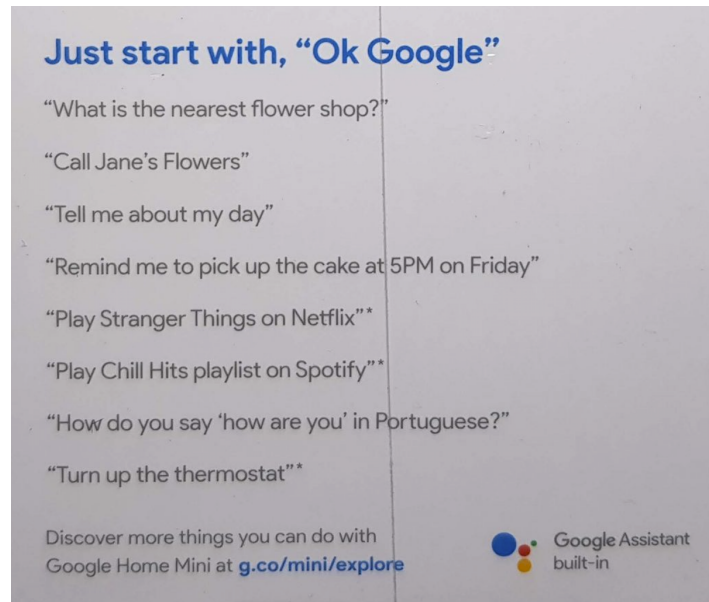 Just start with, “Ok Google”
“What is the nearest flower shop?”
“Call Jane’s Flowers”
“Tell me about my day”
“Remind me to pick up the cake at 5PM on Friday”
“Play Stranger Things on Netflix”*
“Play Chill Hits playlist on Spotify”*
“How do you say ‘how are you’ in Portuguese?”
“Turn up the thermostat”*
Discover more things you can do with
Google Home Mini at g.co/mini/explore
Google Assistant
built-in